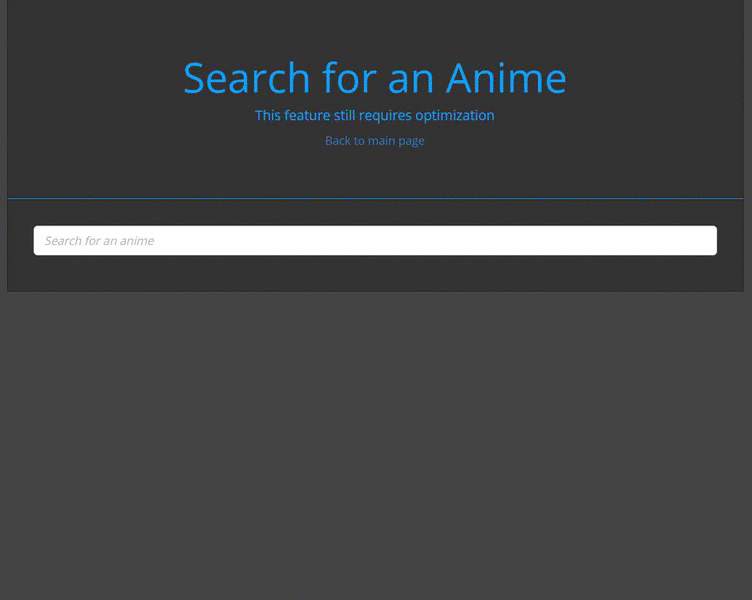 Search for an Anime
This feature still requires optimization
Back to main page
Search for an anime